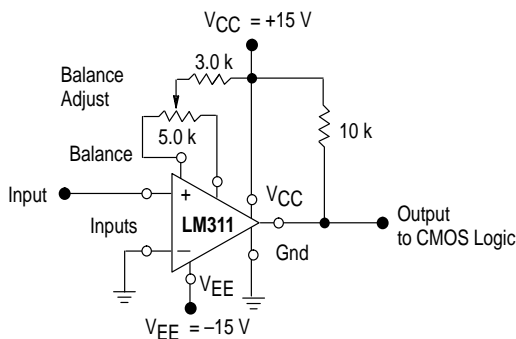 VCC = +15 V
3.0 k
Balance
Adjust
5.0 k
10 k
Balance
Input
+
VCC
LM311
Inputs
Output
to CMOS Logic
–
Gnd
VEE
VEE = –15 V